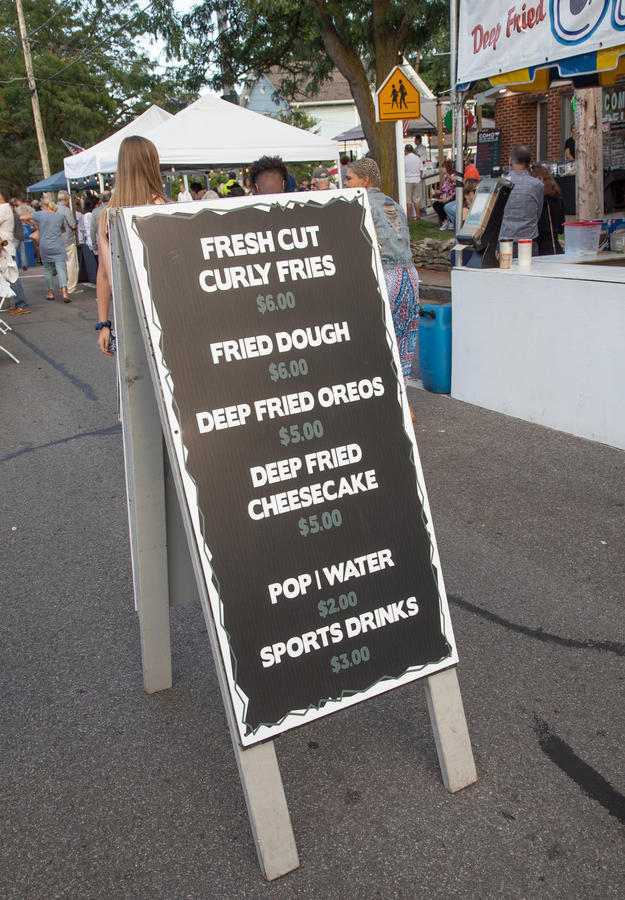 Deep Fried
FRESH CUT
CURLY FRIES
$6.00
FRIED DOUGH
$6.00
DEEP FRIED OREOS
$5.00
DEEP FRIED
CHEESECAKE
$5.00
POP | WATER
$2.00
SPORTS DRINKS
$3.00